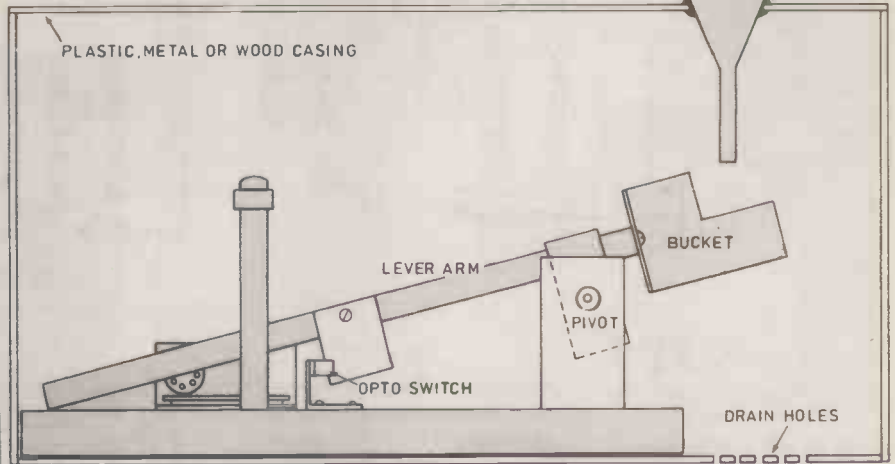 PLASTIC, METAL OR WOOD CASING
BUCKET
LEVER ARM
PIVOT
OPTO SWITCH
DRAIN HOLES